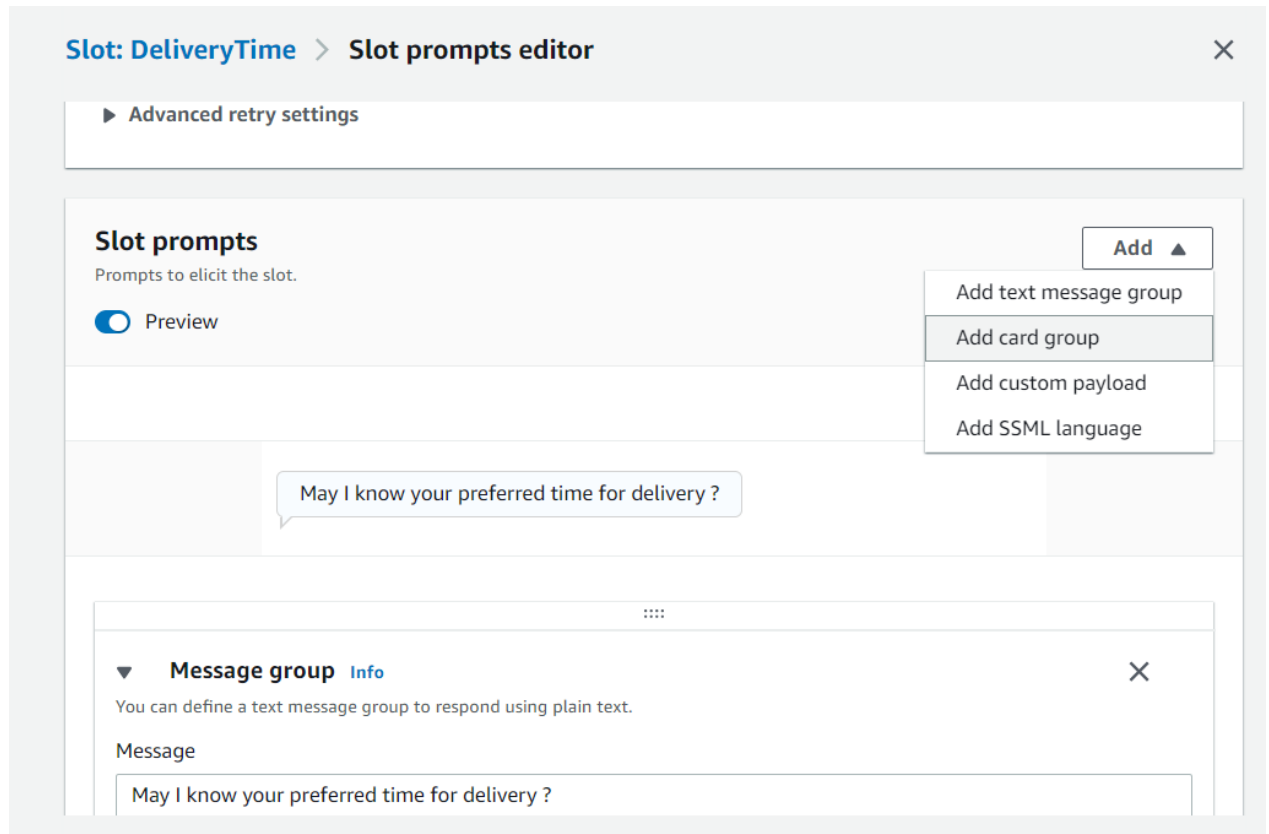 Slot: DeliveryTime > Slot prompts editor
Advanced retry settings
Slot prompts
Add
Prompts to elicit the slot.
Preview
Add text message group
Add card group
Add custom payload
Add SSML language
May I know your preferred time for delivery ?
Message group Info
You can define a text message group to respond using plain text.
Message
May I know your preferred time for delivery ?